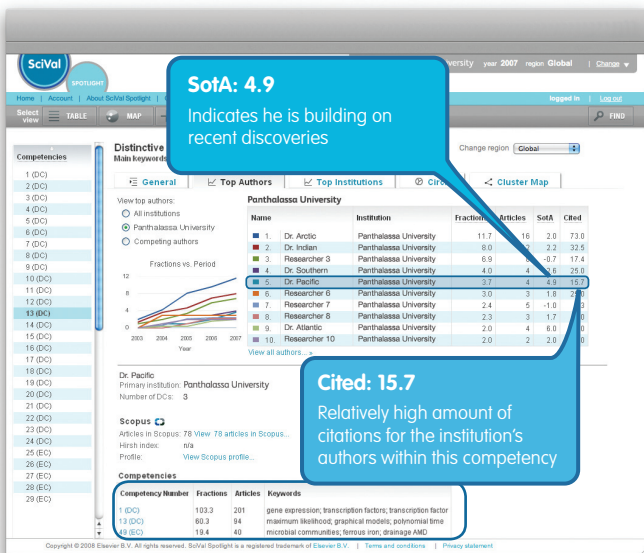 SciVal
SPOTLIGHT
year 2007 region Global | Change
Home | Account | About SciVal Spotlight |
logged in | Log out
Select view TABLE MAP FIND
SotA: 4.9
Indicates he is building on
recent discoveries
Competencies
1 (DC)
2 (DC)
3 (DC)
4 (DC)
5 (DC)
6 (DC)
7 (DC)
8 (DC)
9 (DC)
10 (DC)
11 (DC)
12 (DC)
13 (DC)
14 (DC)
15 (DC)
16 (DC)
17 (DC)
18 (DC)
19 (DC)
20 (DC)
21 (DC)
22 (DC)
23 (DC)
24 (DC)
25 (EC)
26 (EC)
27 (EC)
28 (EC)
29 (EC)
Distinctive
Main keywords
Change region Global
General Top Authors Top Institutions Cluster Map
View top authors:
All institutions
Panthalassa University
Competing authors
Fractions vs. Period
12
8
4
2003 2004 2005 2006 2007
Year
Panthalassa University
Name Institution Fractions Articles SotA Cited
1. Dr. Arctic Panthalassa University 11.7 16 2.0 73.0
2. Dr. Indian Panthalassa University 8.0 2.2 32.5
3. Researcher 3 Panthalassa University 6.9 -0.7 17.4
4. Dr. Southern Panthalassa University 4.0 4 25.0
5. Dr. Pacific Panthalassa University 3.7 4 4.9 15.7
6. Researcher 6 Panthalassa University 3.0 3 1.8
7. Researcher 7 Panthalassa University 2.4 5 -1.0
8. Researcher 8 Panthalassa University 2.3 3 1.7
9. Dr. Atlantic Panthalassa University 2.0 4 6.0
10. Researcher 10 Panthalassa University 2.0 2 2.0
View all authors... »
Cited: 15.7
Relatively high amount of
citations for the institution's
authors within this competency
Dr. Pacific
Primary institution: Panthalassa University
Number of DCs: 3
Scopus
Articles in Scopus: 78 View 78 articles in Scopus...
Hirsh index: n/a
Profile: View Scopus profile...
Competencies
Competency Number Fractions Articles Keywords
1 (DC) 103.3 201 gene expression; transcription factors; transcription factor
13 (DC) 60.3 94 maximum likelihood; graphical models; polynomial time
49 (EC) 19.4 40 microbial communities; ferrous iron; drainage AMD
Copyright © 2008 Elsevier B.V. All rights reserved. SciVal Spotlight is a registered trademark of Elsevier B.V. | Terms and conditions | Privacy statement